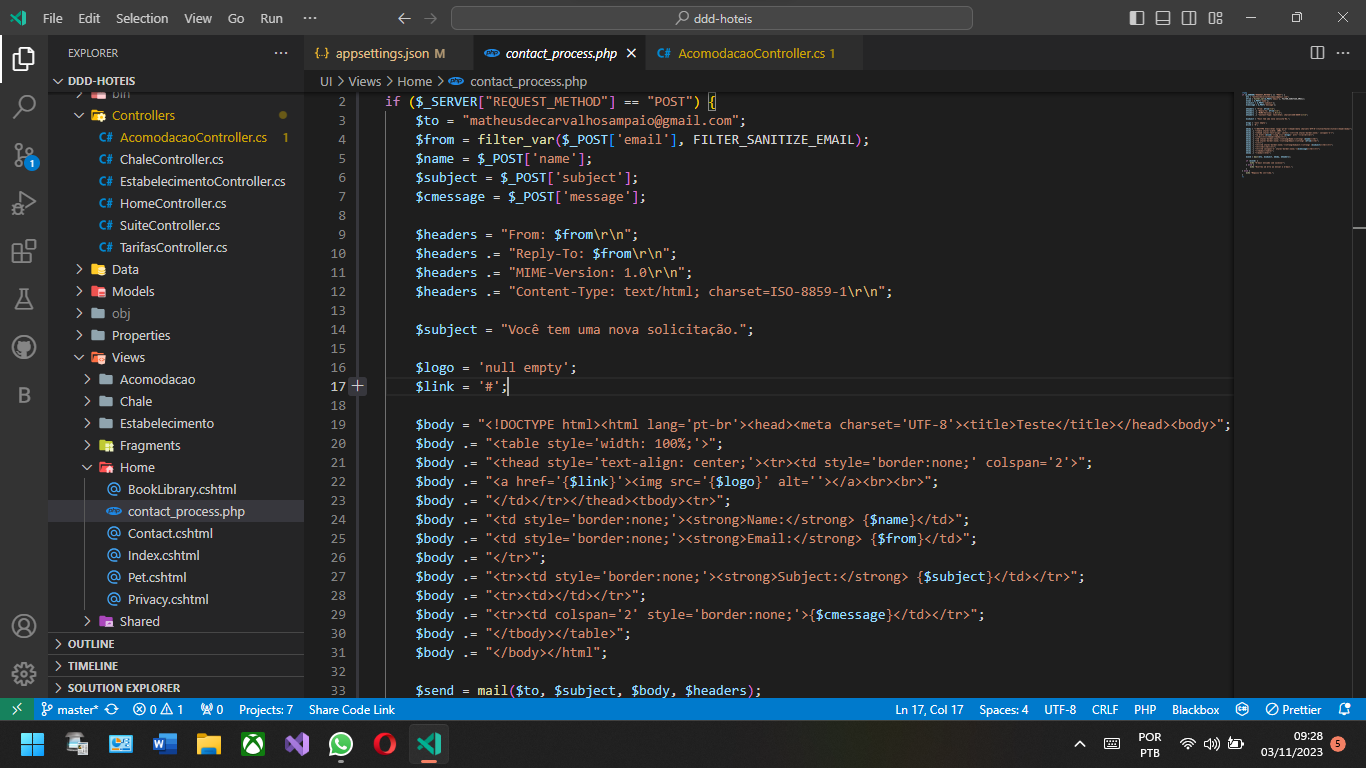 File Edit Selection View Go Run ··· ← → ddd-hoteis
EXPLORER ···
DDD-HOTEIS
bin
Controllers
C# AcomodacaoController.cs 1
C# ChaleController.cs
C# EstabelecimentoController.cs
C# HomeController.cs
C# SuiteController.cs
C# TarifasController.cs
Data
Models
obj
Properties
Views
Acomodacao
Chale
Estabelecimento
Fragments
Home
@ BookLibrary.cshtml
php contact_process.php
@ Contact.cshtml
@ Index.cshtml
@ Pet.cshtml
@ Privacy.cshtml
Shared
OUTLINE
TIMELINE
SOLUTION EXPLORER
1
B
{} appsettings.json M php contact_process.php × C# AcomodacaoController.cs 1 ···
UI > Views > Home > php contact_process.php
2 if ($_SERVER["REQUEST_METHOD"] == "POST") {
3 $to = "matheusdecarvalhosampaio@gmail.com";
4 $from = filter_var($_POST['email'], FILTER_SANITIZE_EMAIL);
5 $name = $_POST['name'];
6 $subject = $_POST['subject'];
7 $cmessage = $_POST['message'];
8
9 $headers = "From: $from\r\n";
10 $headers .= "Reply-To: $from\r\n";
11 $headers .= "MIME-Version: 1.0\r\n";
12 $headers .= "Content-Type: text/html; charset=ISO-8859-1\r\n";
13
14 $subject = "Você tem uma nova solicitação.";
15
16 $logo = 'null empty';
17 $link = '#';
18
19 $body = "<!DOCTYPE html><html lang='pt-br'><head><meta charset='UTF-8'><title>Teste</title></head><body>";
20 $body .= "<table style='width: 100%;'>";
21 $body .= "<thead style='text-align: center;'><tr><td style='border:none;' colspan='2'>";
22 $body .= "<a href='{$link}'><img src='{$logo}' alt=''></a><br><br>";
23 $body .= "</td></tr></thead><tbody><tr>";
24 $body .= "<td style='border:none;'><strong>Name:</strong> {$name}</td>";
25 $body .= "<td style='border:none;'><strong>Email:</strong> {$from}</td>";
26 $body .= "</tr>";
27 $body .= "<tr><td style='border:none;'><strong>Subject:</strong> {$subject}</td></tr>";
28 $body .= "<tr><td></td></tr>";
29 $body .= "<tr><td colspan='2' style='border:none;'>{$cmessage}</td></tr>";
30 $body .= "</tbody></table>";
31 $body .= "</body></html>";
32
33 $send = mail($to, $subject, $body, $headers);
master* 0 1 0 Projects: 7 Share Code Link Ln 17, Col 17 Spaces: 4 UTF-8 CRLF PHP Blackbox Prettier
POR
PTB
09:28
03/11/2023
5